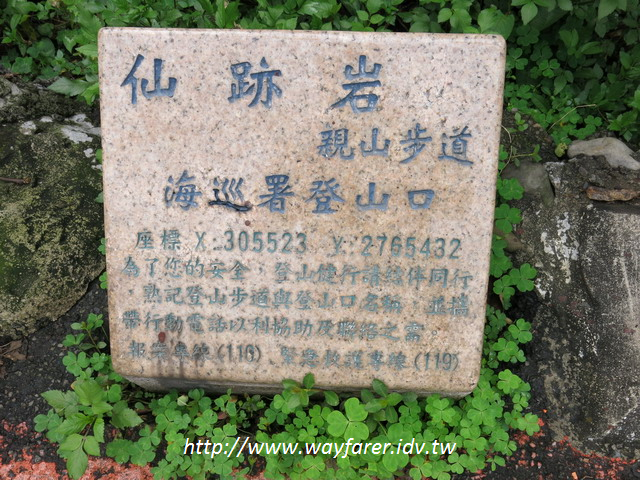 仙跡岩
親山步道
海巡署登山口
座標 X:305523 Y:2765432
為了您的安全,登山健行請結伴同行
,熟記登山步道與登山口名稱,並攜
帶行動電話以利協助及聯絡之需
報案專線(110) 緊急救護專線(119)
http://www.wayfarer.idv.tw